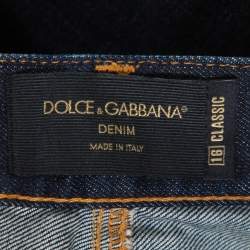 DOLCE & GABBANA®
DENIM
MADE IN ITALY
16 CLASSIC